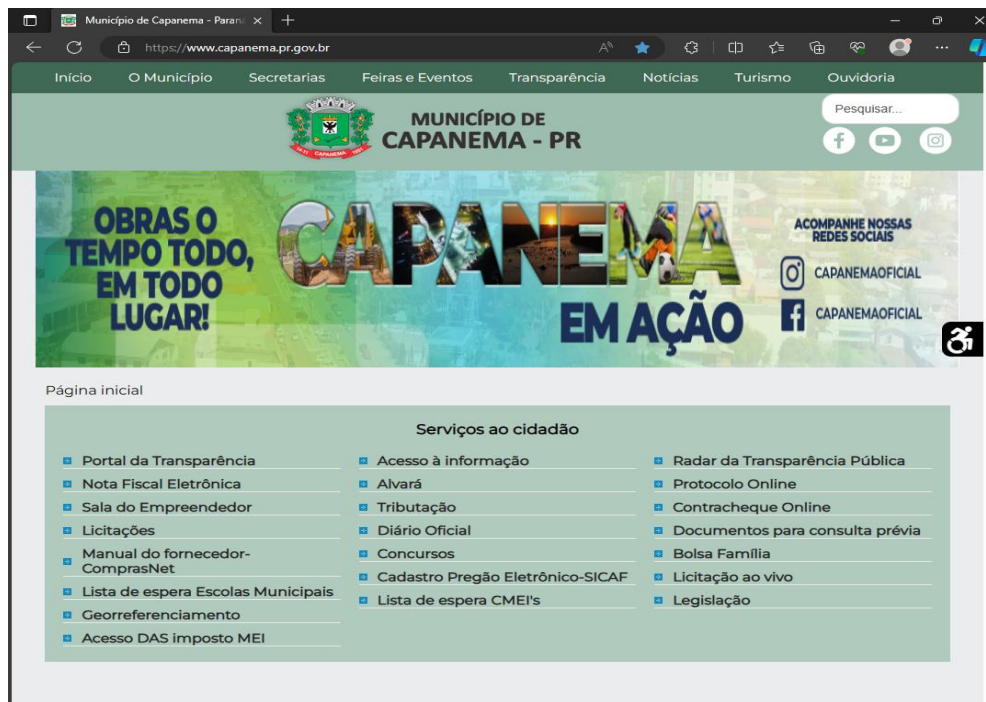 Município de Capanema - Paraná
https://www.capanema.pr.gov.br
Início O Município Secretarias Feiras e Eventos Transparência Notícias Turismo Ouvidoria
CAPANEMA
MUNICÍPIO DE
CAPANEMA - PR
Pesquisar...
OBRAS O
TEMPO TODO,
EM TODO
LUGAR!
CAPANEMA
EM AÇÃO
ACOMPANHE NOSSAS
REDES SOCIAIS
CAPANEMAOFICIAL
CAPANEMAOFICIAL
Página inicial
Serviços ao cidadão
Portal da Transparência
Nota Fiscal Eletrônica
Sala do Empreendedor
Licitações
Manual do fornecedor-
ComprasNet
Lista de espera Escolas Municipais
Georreferenciamento
Acesso DAS imposto MEI
Acesso à informação
Alvará
Tributação
Diário Oficial
Concursos
Cadastro Pregão Eletrônico-SICAF
Lista de espera CMEI's
Radar da Transparência Pública
Protocolo Online
Contracheque Online
Documentos para consulta prévia
Bolsa Família
Licitação ao vivo
Legislação